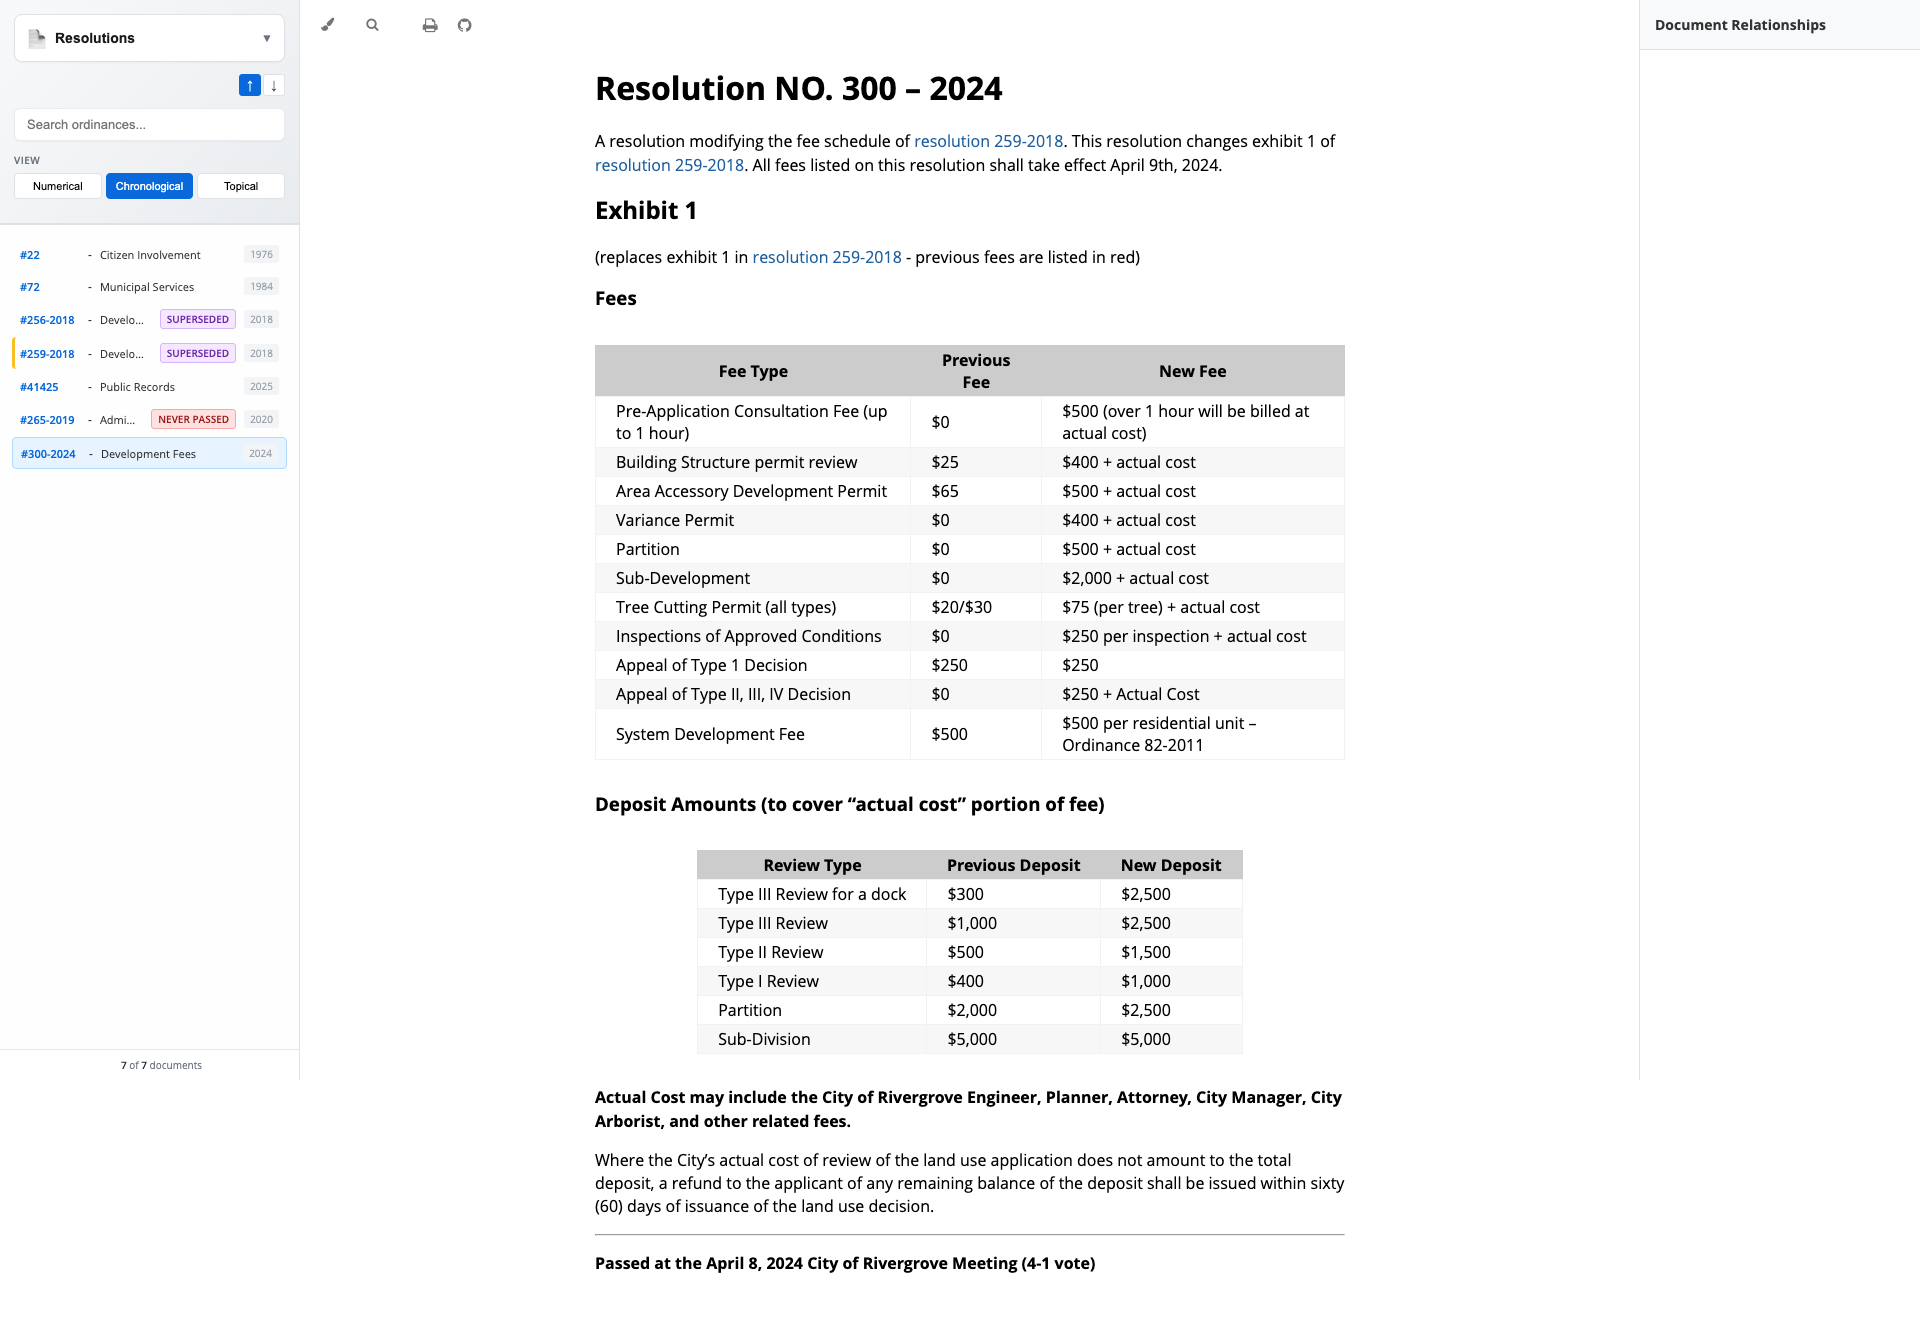 Resolutions
▼
↑ ↓
Search ordinances...
VIEW
Numerical Chronological Topical
#22 - Citizen Involvement 1976
#72 - Municipal Services 1984
#256-2018 - Develo... SUPERSEDED 2018
#259-2018 - Develo... SUPERSEDED 2018
#41425 - Public Records 2025
#265-2019 - Admi... NEVER PASSED 2020
#300-2024 - Development Fees 2024
7 of 7 documents
Resolution NO. 300 – 2024
A resolution modifying the fee schedule of resolution 259-2018. This resolution changes exhibit 1 of
resolution 259-2018. All fees listed on this resolution shall take effect April 9th, 2024.
Exhibit 1
(replaces exhibit 1 in resolution 259-2018 - previous fees are listed in red)
Fees
Fee Type Previous Fee New Fee
Pre-Application Consultation Fee (up to 1 hour) $0 $500 (over 1 hour will be billed at actual cost)
Building Structure permit review $25 $400 + actual cost
Area Accessory Development Permit $65 $500 + actual cost
Variance Permit $0 $400 + actual cost
Partition $0 $500 + actual cost
Sub-Development $0 $2,000 + actual cost
Tree Cutting Permit (all types) $20/$30 $75 (per tree) + actual cost
Inspections of Approved Conditions $0 $250 per inspection + actual cost
Appeal of Type 1 Decision $250 $250
Appeal of Type II, III, IV Decision $0 $250 + Actual Cost
System Development Fee $500 $500 per residential unit – Ordinance 82-2011
Deposit Amounts (to cover “actual cost” portion of fee)
Review Type Previous Deposit New Deposit
Type III Review for a dock $300 $2,500
Type III Review $1,000 $2,500
Type II Review $500 $1,500
Type I Review $400 $1,000
Partition $2,000 $2,500
Sub-Division $5,000 $5,000
Actual Cost may include the City of Rivergrove Engineer, Planner, Attorney, City Manager, City
Arborist, and other related fees.
Where the City’s actual cost of review of the land use application does not amount to the total
deposit, a refund to the applicant of any remaining balance of the deposit shall be issued within sixty
(60) days of issuance of the land use decision.
Passed at the April 8, 2024 City of Rivergrove Meeting (4-1 vote)
Document Relationships